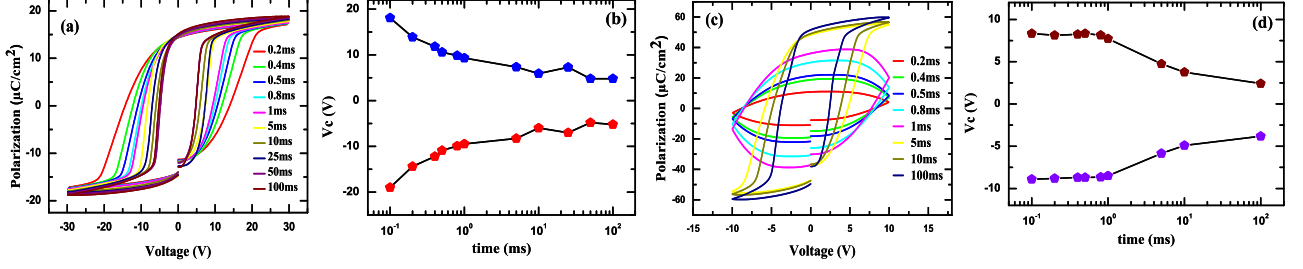 (a)
Polarization (μC/cm²)
20
10
0
-10
-20
-30
-20
-10
0
10
20
30
Voltage (V)
0.2ms
0.4ms
0.5ms
0.8ms
1ms
5ms
10ms
25ms
50ms
100ms
(b)
Vc (V)
20
10
0
-10
-20
10⁻¹
10⁰
10¹
10²
time (ms)
(c)
Polarization (μC/cm²)
60
40
20
0
-20
-40
-60
-15
-10
-5
0
5
10
15
Voltage (V)
0.2ms
0.4ms
0.5ms
0.8ms
1ms
5ms
10ms
100ms
(d)
Vc (V)
10
5
0
-5
-10
10⁻¹
10⁰
10¹
10²
time (ms)